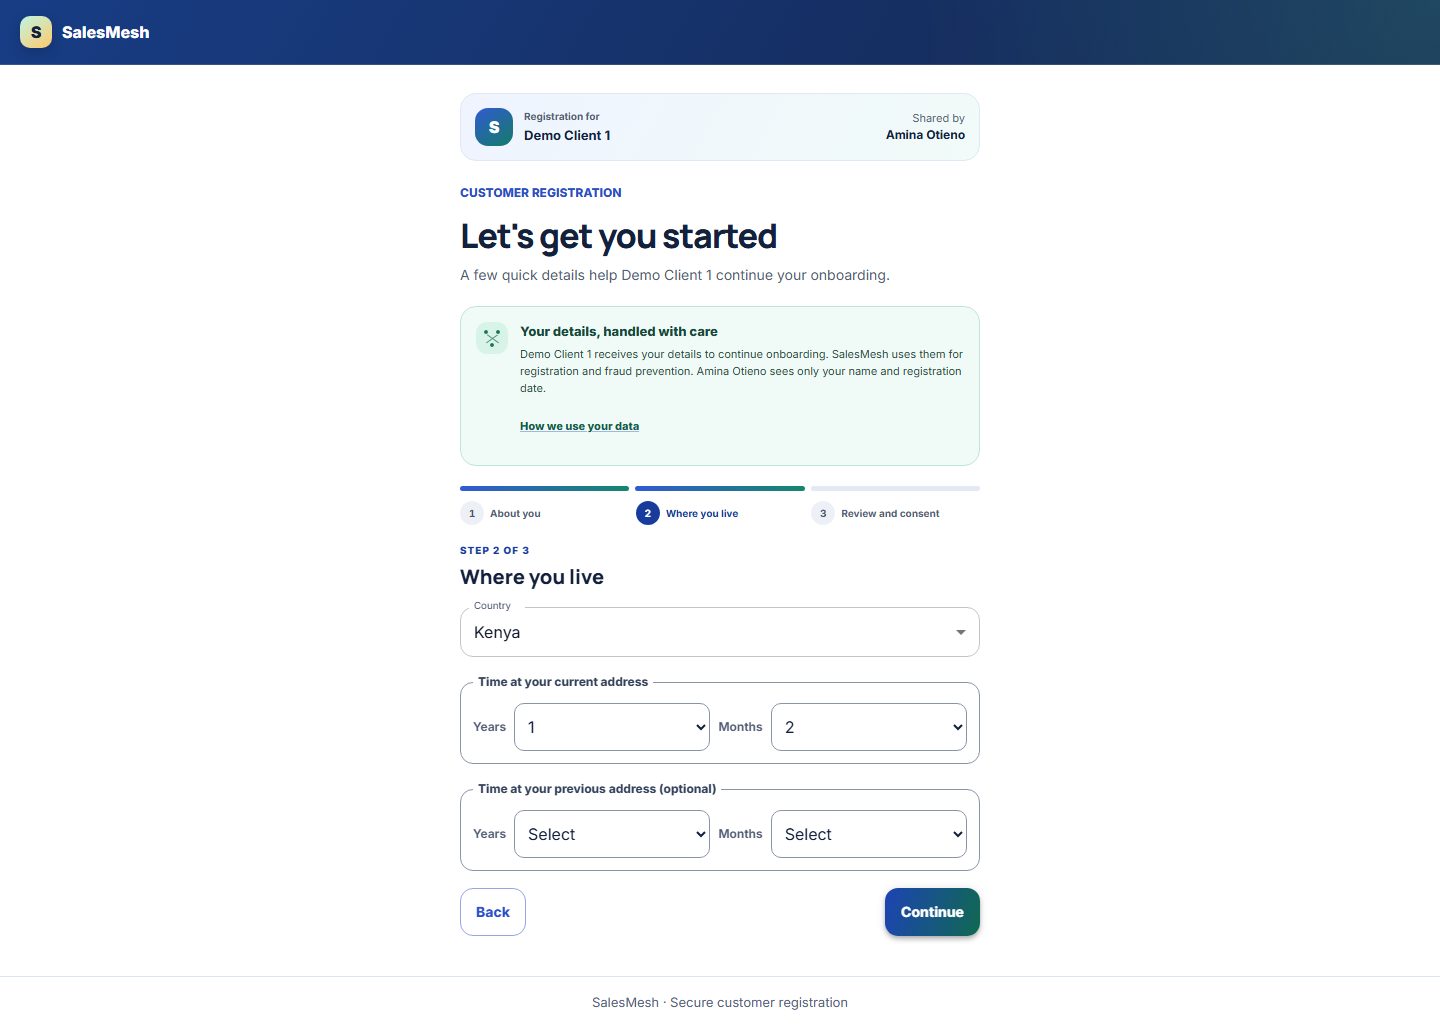 S SalesMesh
S
Registration for
Demo Client 1
Shared by
Amina Otieno
CUSTOMER REGISTRATION
Let's get you started
A few quick details help Demo Client 1 continue your onboarding.
Your details, handled with care
Demo Client 1 receives your details to continue onboarding. SalesMesh uses them for
registration and fraud prevention. Amina Otieno sees only your name and registration
date.
How we use your data
1 About you
2 Where you live
3 Review and consent
STEP 2 OF 3
Where you live
Country
Kenya
Time at your current address
Years 1 Months 2
Time at your previous address (optional)
Years Select Months Select
Back
Continue
SalesMesh · Secure customer registration